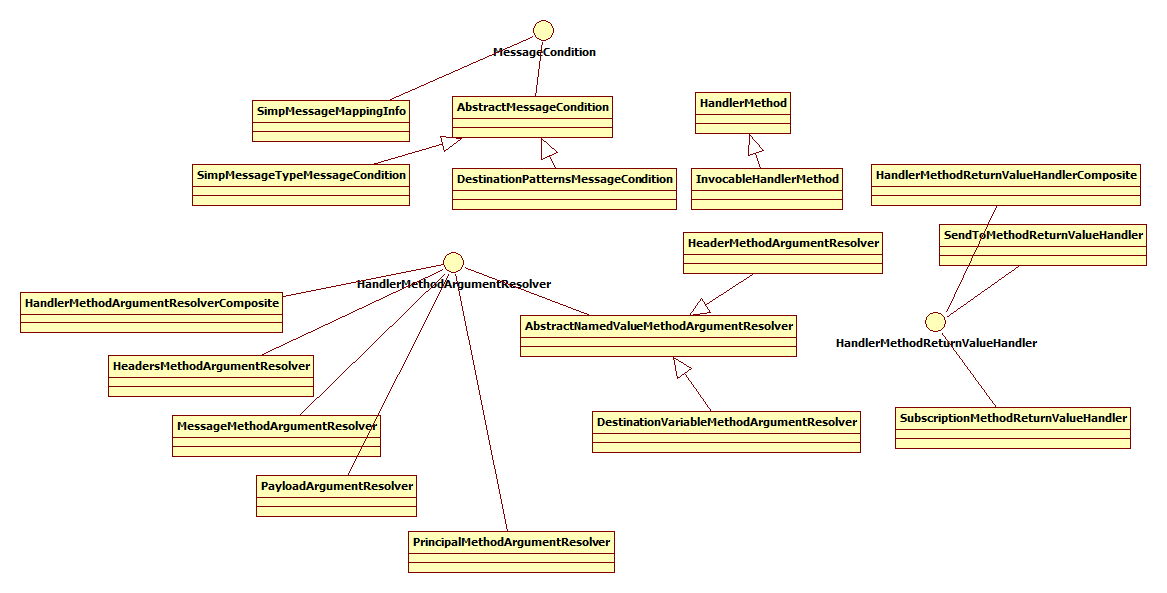 MessageCondition
SimpMessageMappingInfo
AbstractMessageCondition
HandlerMethod
SimpMessageTypeMessageCondition
DestinationPatternsMessageCondition
InvocableHandlerMethod
HandlerMethodReturnValueHandlerComposite
HeaderMethodArgumentResolver
SendToMethodReturnValueHandler
HandlerMethodArgumentResolver
HandlerMethodArgumentResolverComposite
AbstractNamedValueMethodArgumentResolver
HandlerMethodReturnValueHandler
HeadersMethodArgumentResolver
MessageMethodArgumentResolver
DestinationVariableMethodArgumentResolver
SubscriptionMethodReturnValueHandler
PayloadArgumentResolver
PrincipalMethodArgumentResolver